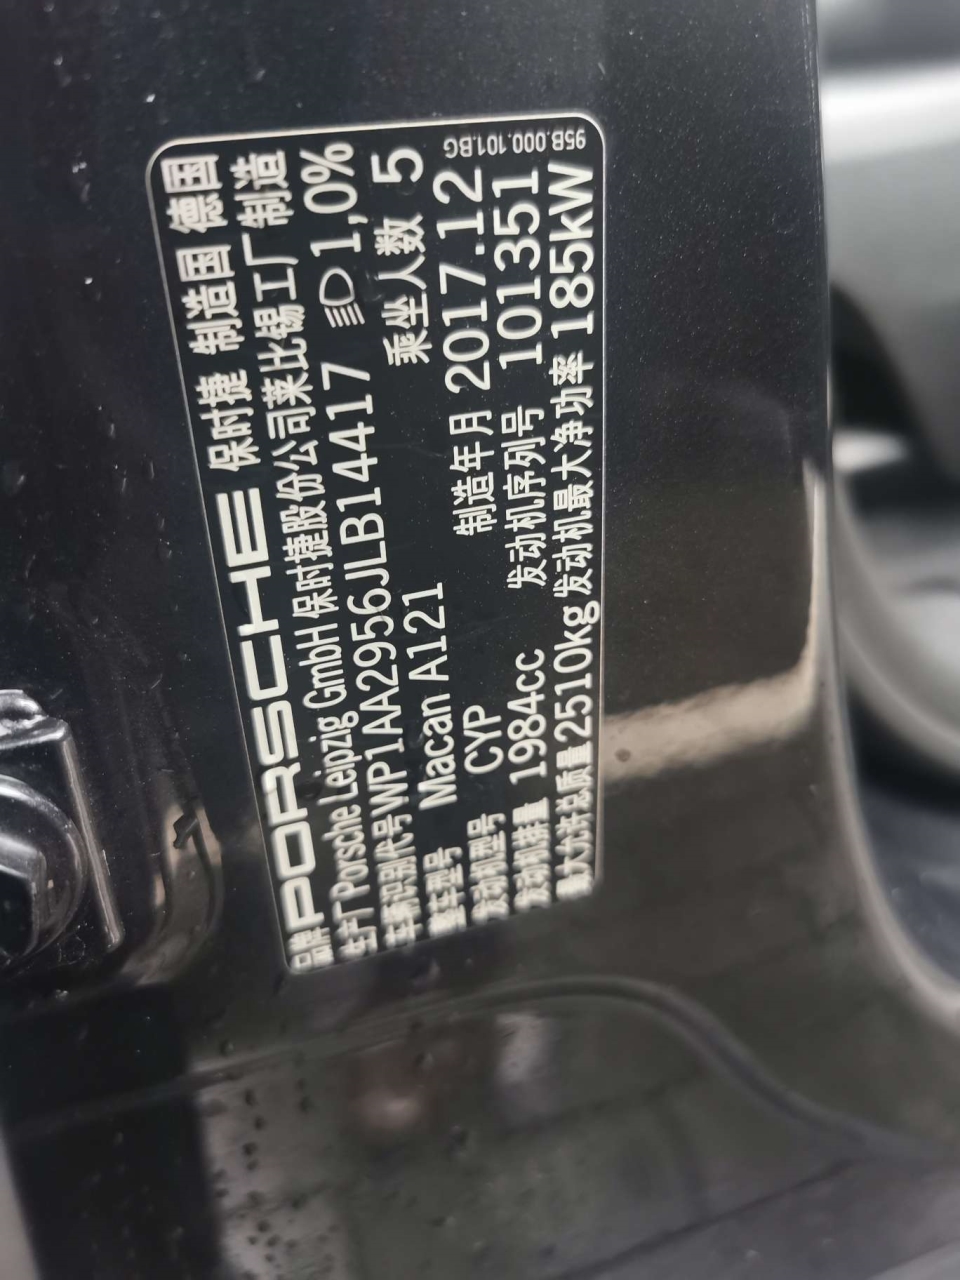 品牌 PORSCHE 保时捷 制造国 德国
生产厂 Porsche Leipzig GmbH 保时捷股份公司莱比锡工厂制造
车辆识别代号 WP1AA2956JLB14417 1,0%
整车型号 Macan A121 乘坐人数 5
发动机型号 CYP 制造年月 2017.12
发动机排量 1984cc 发动机序列号 101351
最大允许总质量 2510kg 发动机最大净功率 185kW
95B.000.101.BG